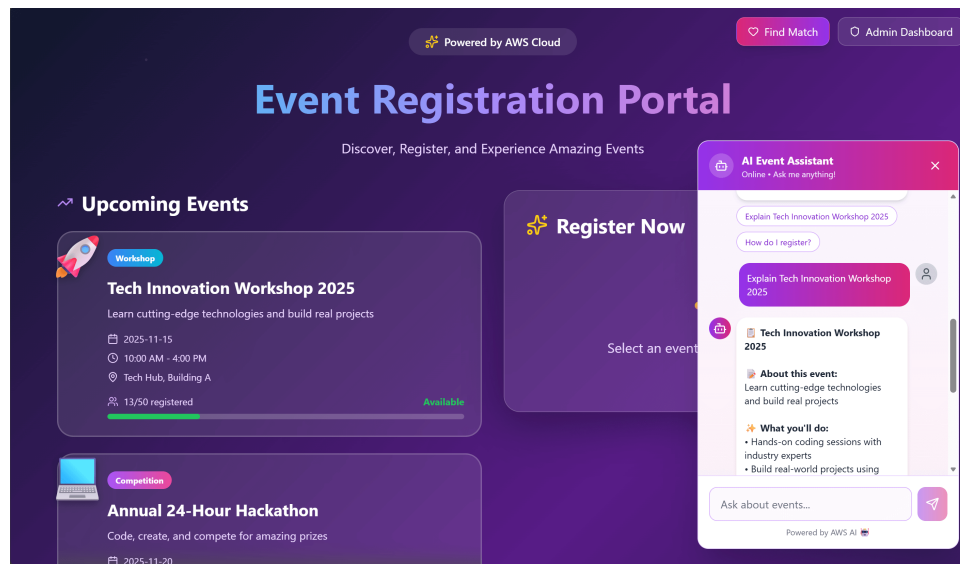 Powered by AWS Cloud
Find Match
Admin Dashboard
Event Registration Portal
Discover, Register, and Experience Amazing Events
Upcoming Events
Workshop
Tech Innovation Workshop 2025
Learn cutting-edge technologies and build real projects
2025-11-15
10:00 AM - 4:00 PM
Tech Hub, Building A
13/50 registered
Available
Competition
Annual 24-Hour Hackathon
Code, create, and compete for amazing prizes
2025-11-20
Register Now
Select an event
AI Event Assistant
Online • Ask me anything!
Explain Tech Innovation Workshop 2025
How do I register?
Explain Tech Innovation Workshop
2025
Tech Innovation Workshop
2025
About this event:
Learn cutting-edge technologies
and build real projects
What you'll do:
• Hands-on coding sessions with
industry experts
• Build real-world projects using
Ask about events...
Powered by AWS AI